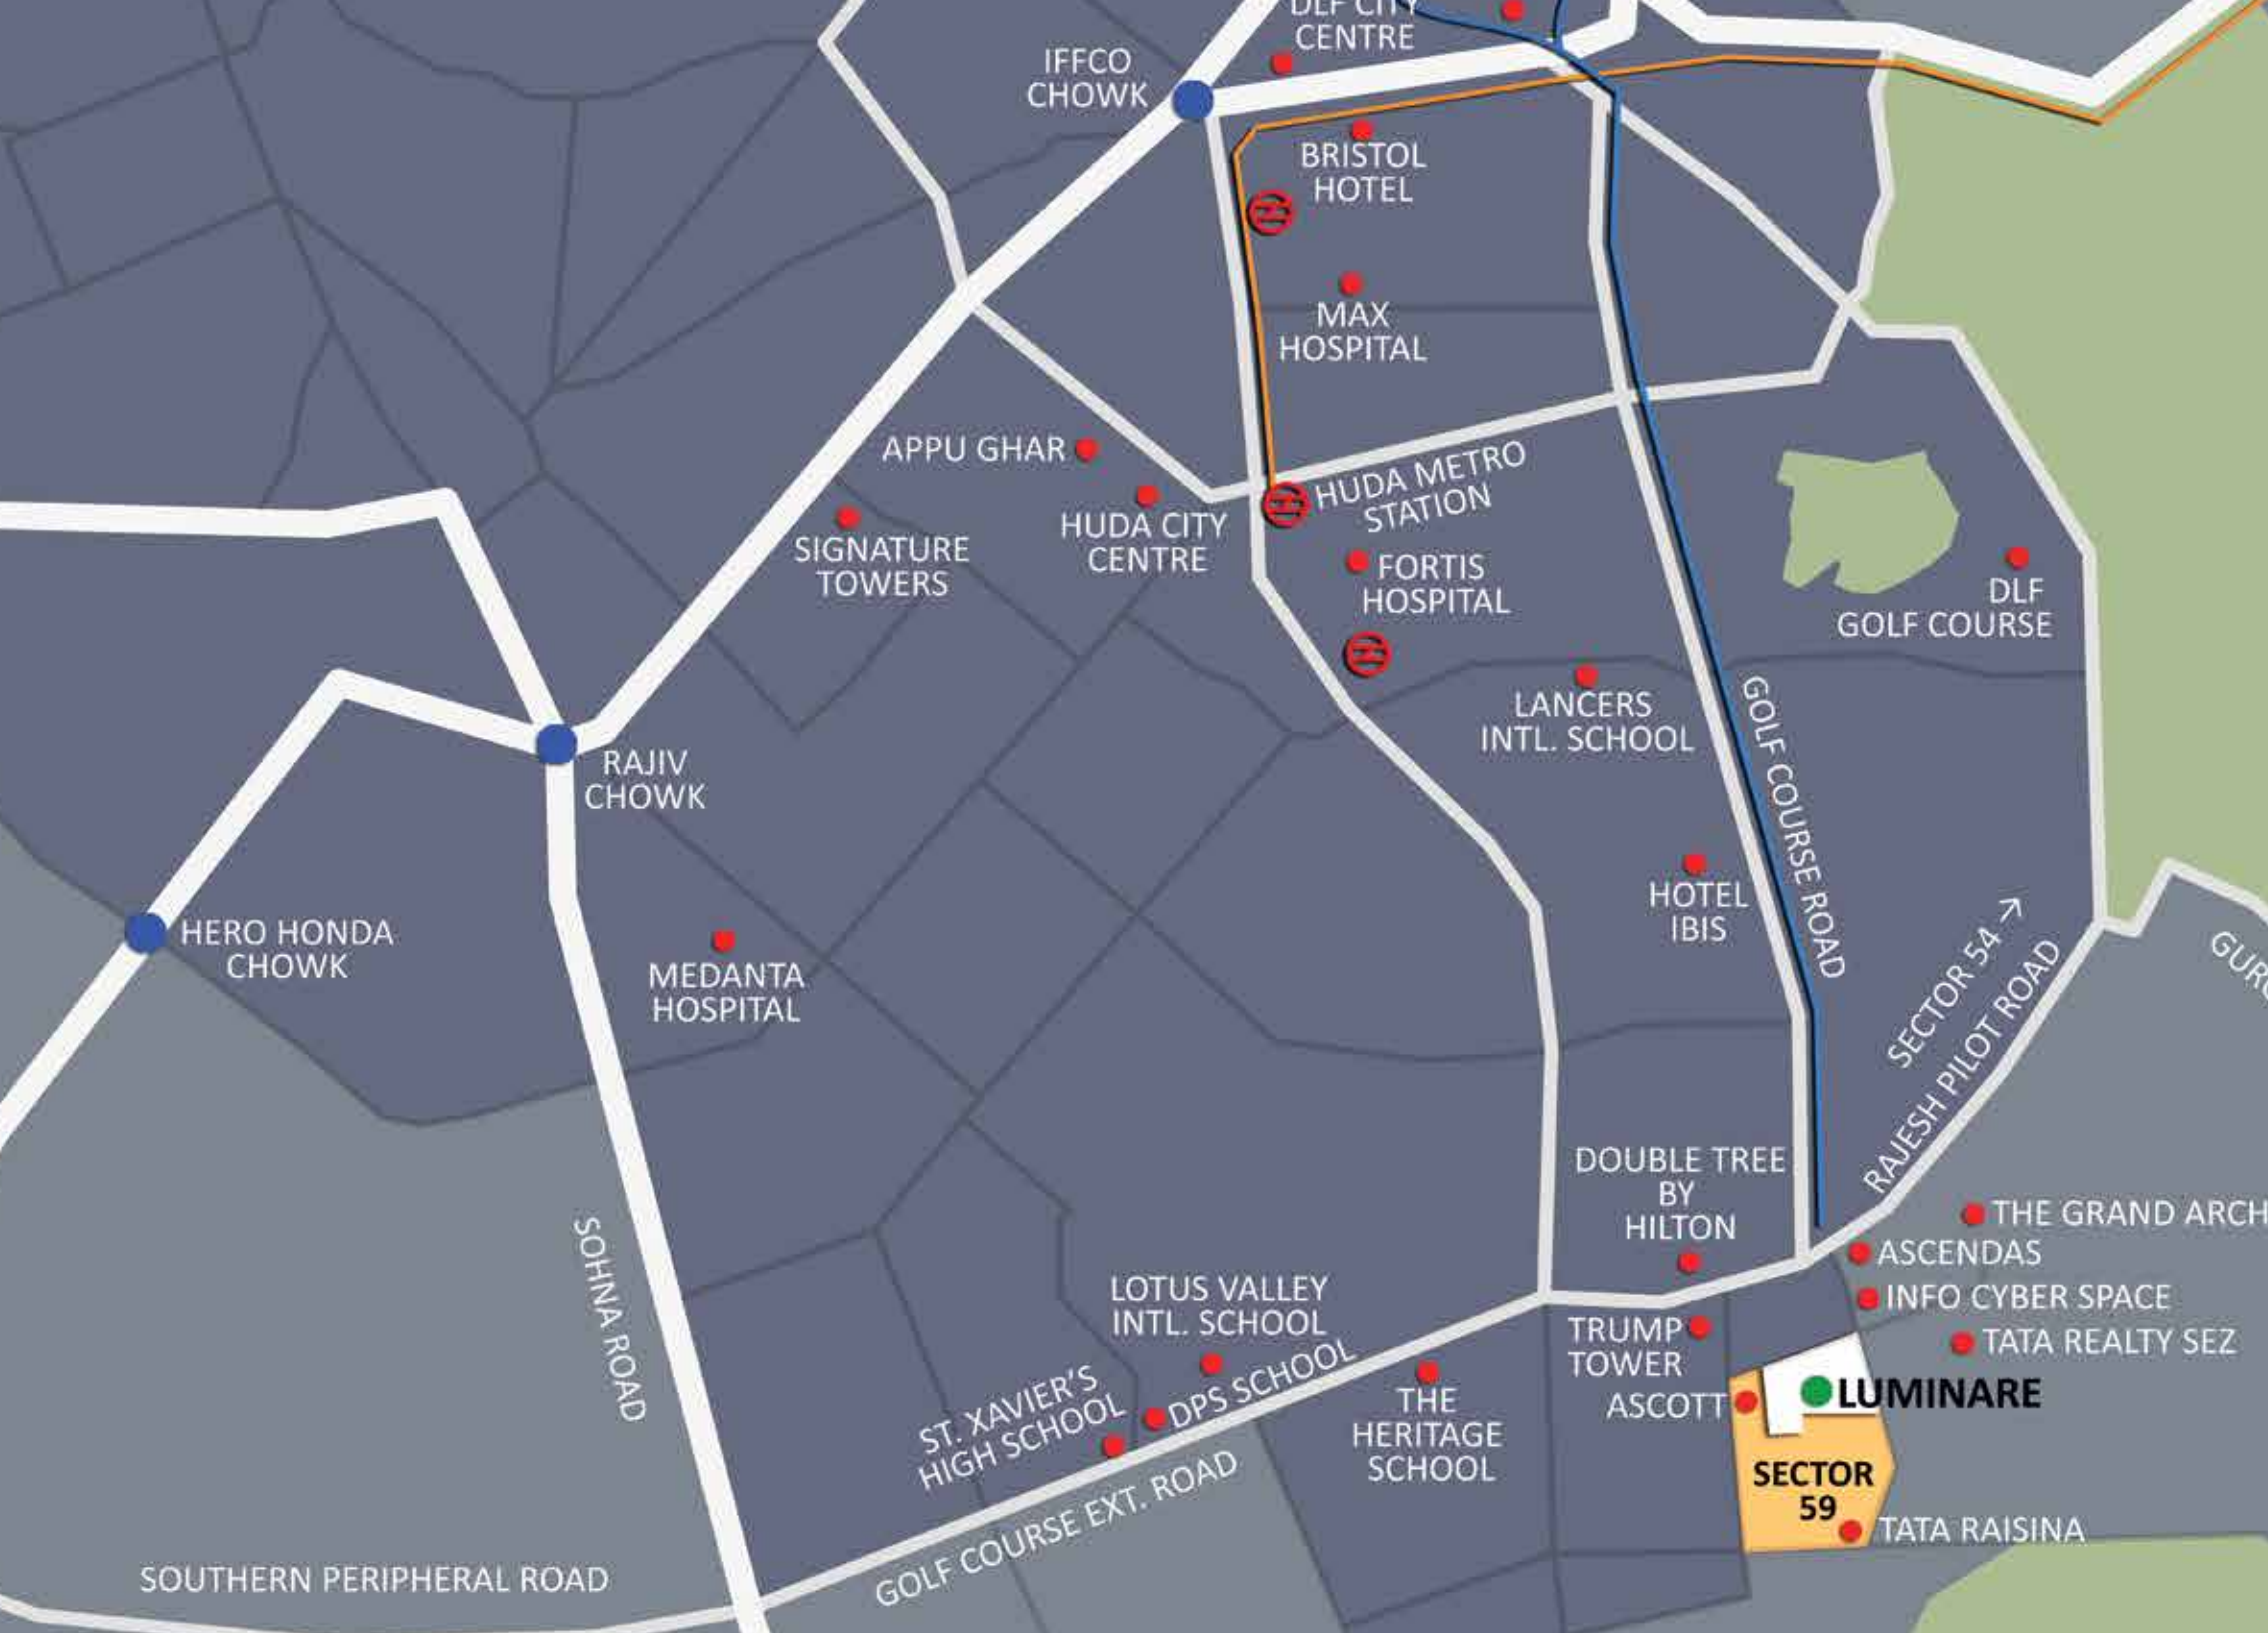 DLF CITY
CENTRE
IFFCO
CHOWK
BRISTOL
HOTEL
MAX
HOSPITAL
APPU GHAR
HUDA METRO
STATION
SIGNATURE
TOWERS
HUDA CITY
CENTRE
FORTIS
HOSPITAL
DLF
GOLF COURSE
LANCERS
INTL. SCHOOL
GOLF COURSE ROAD
RAJIV
CHOWK
HOTEL
IBIS
HERO HONDA
CHOWK
MEDANTA
HOSPITAL
SECTOR 54 →
RAJESH PILOT ROAD
DOUBLE TREE
BY
HILTON
THE GRAND ARCH
ASCENDAS
INFO CYBER SPACE
TATA REALTY SEZ
SOHNA ROAD
LOTUS VALLEY
INTL. SCHOOL
TRUMP
TOWER
DPS SCHOOL
ST. XAVIER'S
HIGH SCHOOL
THE
HERITAGE
SCHOOL
ASCOTT
LUMINARE
SECTOR
59
TATA RAISINA
GOLF COURSE EXT. ROAD
SOUTHERN PERIPHERAL ROAD